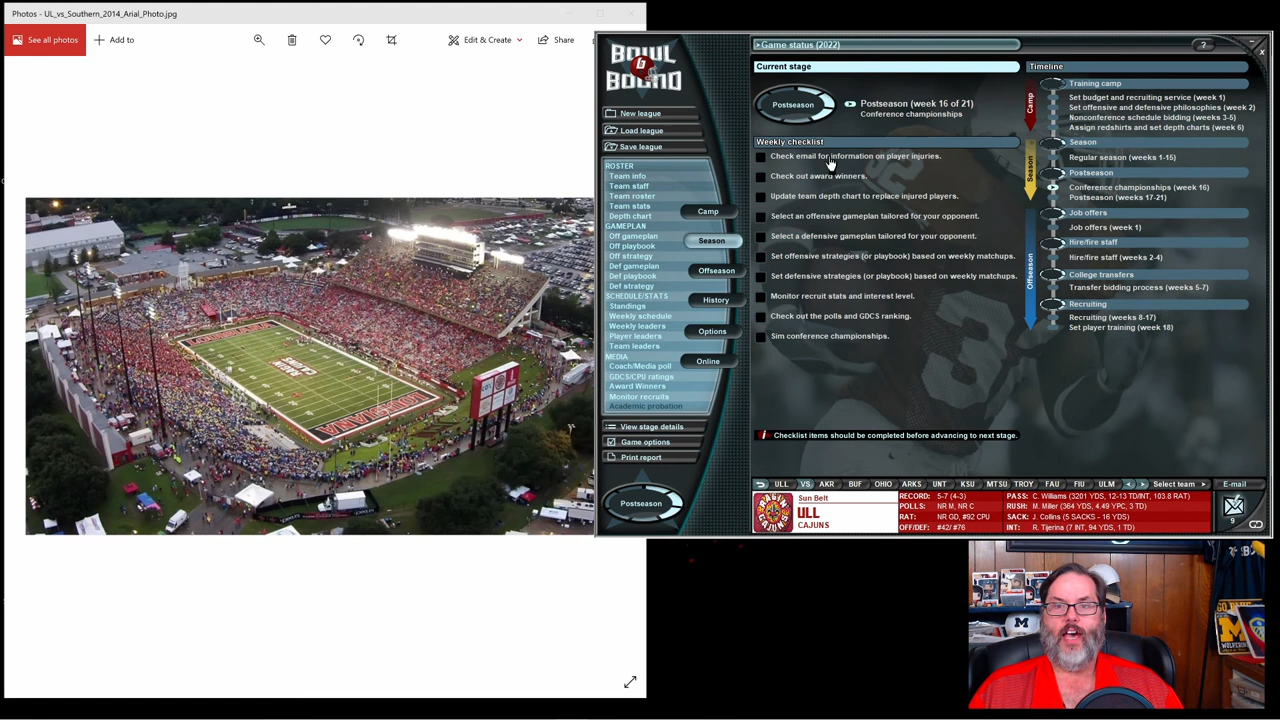 Photos - UL_vs_Southern_2014_Arial_Photo.jpg
See all photos
Add to
Edit & Create
Share
BOWL
BOUND
New league
Load league
Save league
ROSTER
Team info
Team staff
Team roster
Team stats
Depth chart
GAMEPLAN
Off gameplan
Off playbook
Off strategy
Def gameplan
Def playbook
Def strategy
SCHEDULE/STATS
Standings
Weekly schedule
Weekly leaders
Player leaders
Team leaders
MEDIA
Coach/Media poll
GDCS/CPU ratings
Award Winners
Monitor recruits
Academic probation
Camp
Season
Offseason
History
Options
Online
View stage details
Game options
Print report
Postseason
Game status (2022)
?
Current stage
Postseason
Postseason (week 16 of 21)
Conference championships
Weekly checklist
Check email for information on player injuries.
Check out award winners.
Update team depth chart to replace injured players.
Select an offensive gameplan tailored for your opponent.
Select a defensive gameplan tailored for your opponent.
Set offensive strategies (or playbook) based on weekly matchups.
Set defensive strategies (or playbook) based on weekly matchups.
Monitor recruit stats and interest level.
Check out the polls and GDCS ranking.
Sim conference championships.
Checklist items should be completed before advancing to next stage.
Timeline
Camp
Season
Offseason
Training camp
Set budget and recruiting service (week 1)
Set offensive and defensive philosophies (week 2)
Nonconference schedule bidding (weeks 3-5)
Assign redshirts and set depth charts (week 6)
Season
Regular season (weeks 1-15)
Postseason
Conference championships (week 16)
Postseason (weeks 17-21)
Job offers
Job offers (week 1)
Hire/fire staff
Hire/fire staff (weeks 2-4)
College transfers
Transfer bidding process (weeks 5-7)
Recruiting
Recruiting (weeks 8-17)
Set player training (week 18)
ULL VS AKR BUF OHIO ARKS UNT KSU MTSU TROY FAU FIU ULM Select team E-mail
RAGIN
CAJUNS
Sun Belt
ULL
CAJUNS
RECORD: 5-7 (4-3)
POLLS: NR M, NR C
RAT: NR GD, #92 CPU
OFF/DEF: #42/ #76
PASS: C. Williams (3201 YDS, 12-13 TD/INT, 103.8 RAT)
RUSH: M. Miller (364 YDS, 4.49 YPC, 3 TD)
SACK: J. Collins (5 SACKS - 16 YDS)
INT: R. Tijerina (7 INT, 94 YDS, 1 TD)
9
M
GO BLUE
M